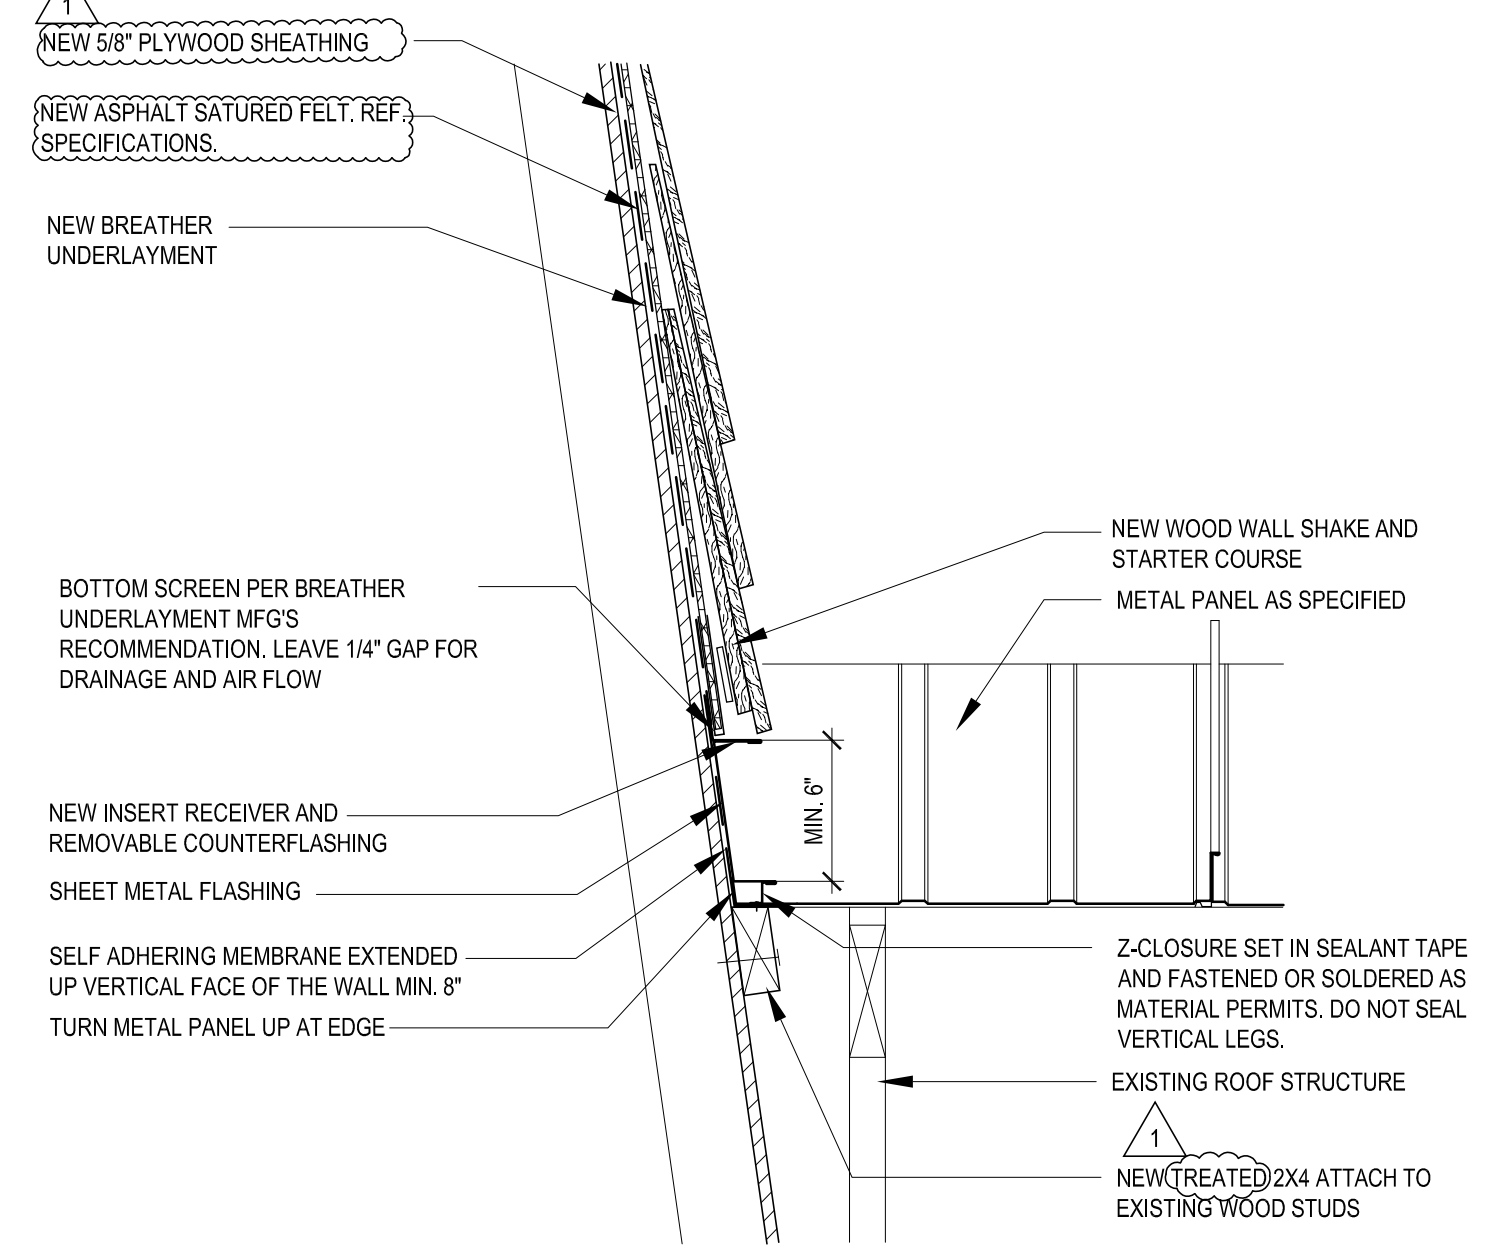 1
NEW 5/8" PLYWOOD SHEATHING
NEW ASPHALT SATURED FELT. REF.
SPECIFICATIONS.
NEW BREATHER
UNDERLAYMENT
BOTTOM SCREEN PER BREATHER
UNDERLAYMENT MFG'S
RECOMMENDATION. LEAVE 1/4" GAP FOR
DRAINAGE AND AIR FLOW
NEW INSERT RECEIVER AND
REMOVABLE COUNTERFLASHING
SHEET METAL FLASHING
SELF ADHERING MEMBRANE EXTENDED
UP VERTICAL FACE OF THE WALL MIN. 8"
TURN METAL PANEL UP AT EDGE
MIN. 6"
NEW WOOD WALL SHAKE AND
STARTER COURSE
METAL PANEL AS SPECIFIED
Z-CLOSURE SET IN SEALANT TAPE
AND FASTENED OR SOLDERED AS
MATERIAL PERMITS. DO NOT SEAL
VERTICAL LEGS.
EXISTING ROOF STRUCTURE
1
NEW TREATED 2X4 ATTACH TO
EXISTING WOOD STUDS